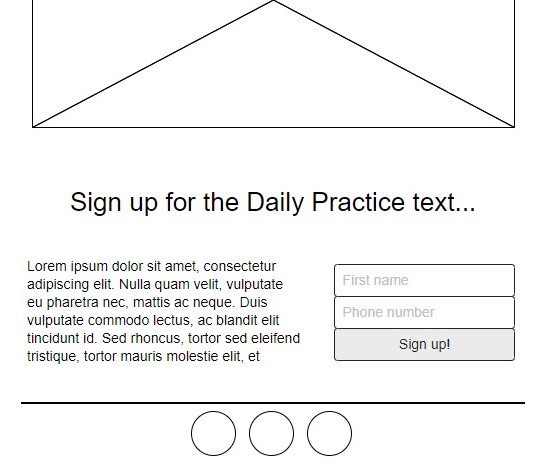 Sign up for the Daily Practice text...
Lorem ipsum dolor sit amet, consectetur
adipiscing elit. Nulla quam velit, vulputate
eu pharetra nec, mattis ac neque. Duis
vulputate commodo lectus, ac blandit elit
tincidunt id. Sed rhoncus, tortor sed eleifend
tristique, tortor mauris molestie elit, et
First name
Phone number
Sign up!